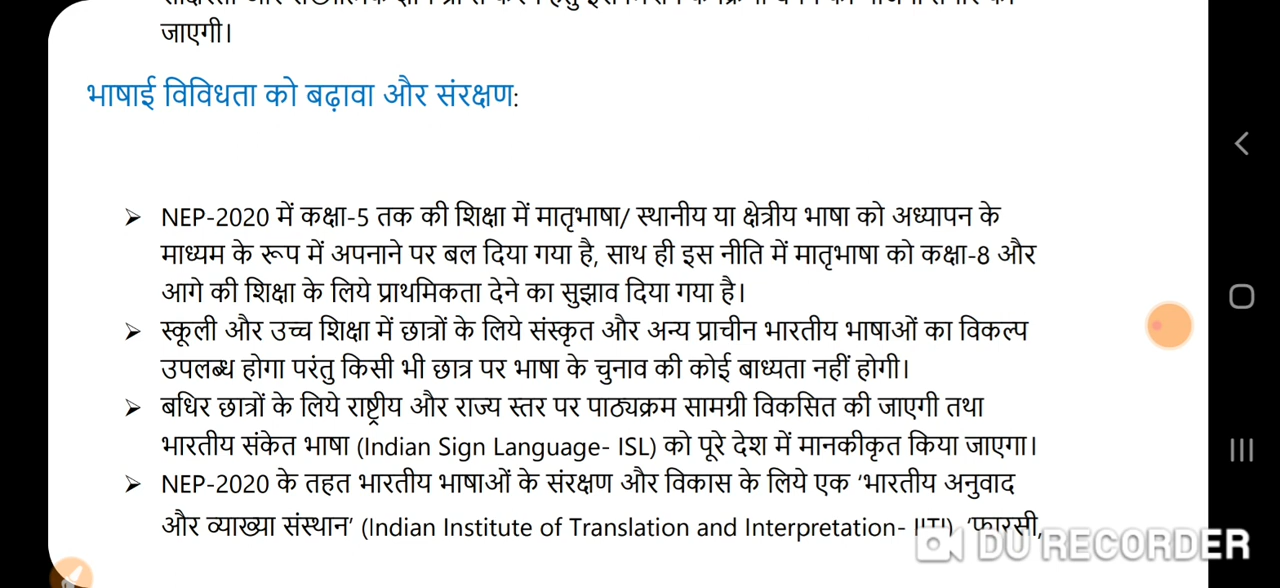 जाएगी।
भाषाई विविधता को बढ़ावा और संरक्षण:
➢ NEP-2020 में कक्षा-5 तक की शिक्षा में मातृभाषा/ स्थानीय या क्षेत्रीय भाषा को अध्यापन के
माध्यम के रूप में अपनाने पर बल दिया गया है, साथ ही इस नीति में मातृभाषा को कक्षा-8 और
आगे की शिक्षा के लिये प्राथमिकता देने का सुझाव दिया गया है।
➢ स्कूली और उच्च शिक्षा में छात्रों के लिये संस्कृत और अन्य प्राचीन भारतीय भाषाओं का विकल्प
उपलब्ध होगा परंतु किसी भी छात्र पर भाषा के चुनाव की कोई बाध्यता नहीं होगी।
➢ बधिर छात्रों के लिये राष्ट्रीय और राज्य स्तर पर पाठ्यक्रम सामग्री विकसित की जाएगी तथा
भारतीय संकेत भाषा (Indian Sign Language- ISL) को पूरे देश में मानकीकृत किया जाएगा।
➢ NEP-2020 के तहत भारतीय भाषाओं के संरक्षण और विकास के लिये एक ‘भारतीय अनुवाद
और व्याख्या संस्थान’ (Indian Institute of Translation and Interpretation- IITI), ‘फारसी,
DU RECORDER